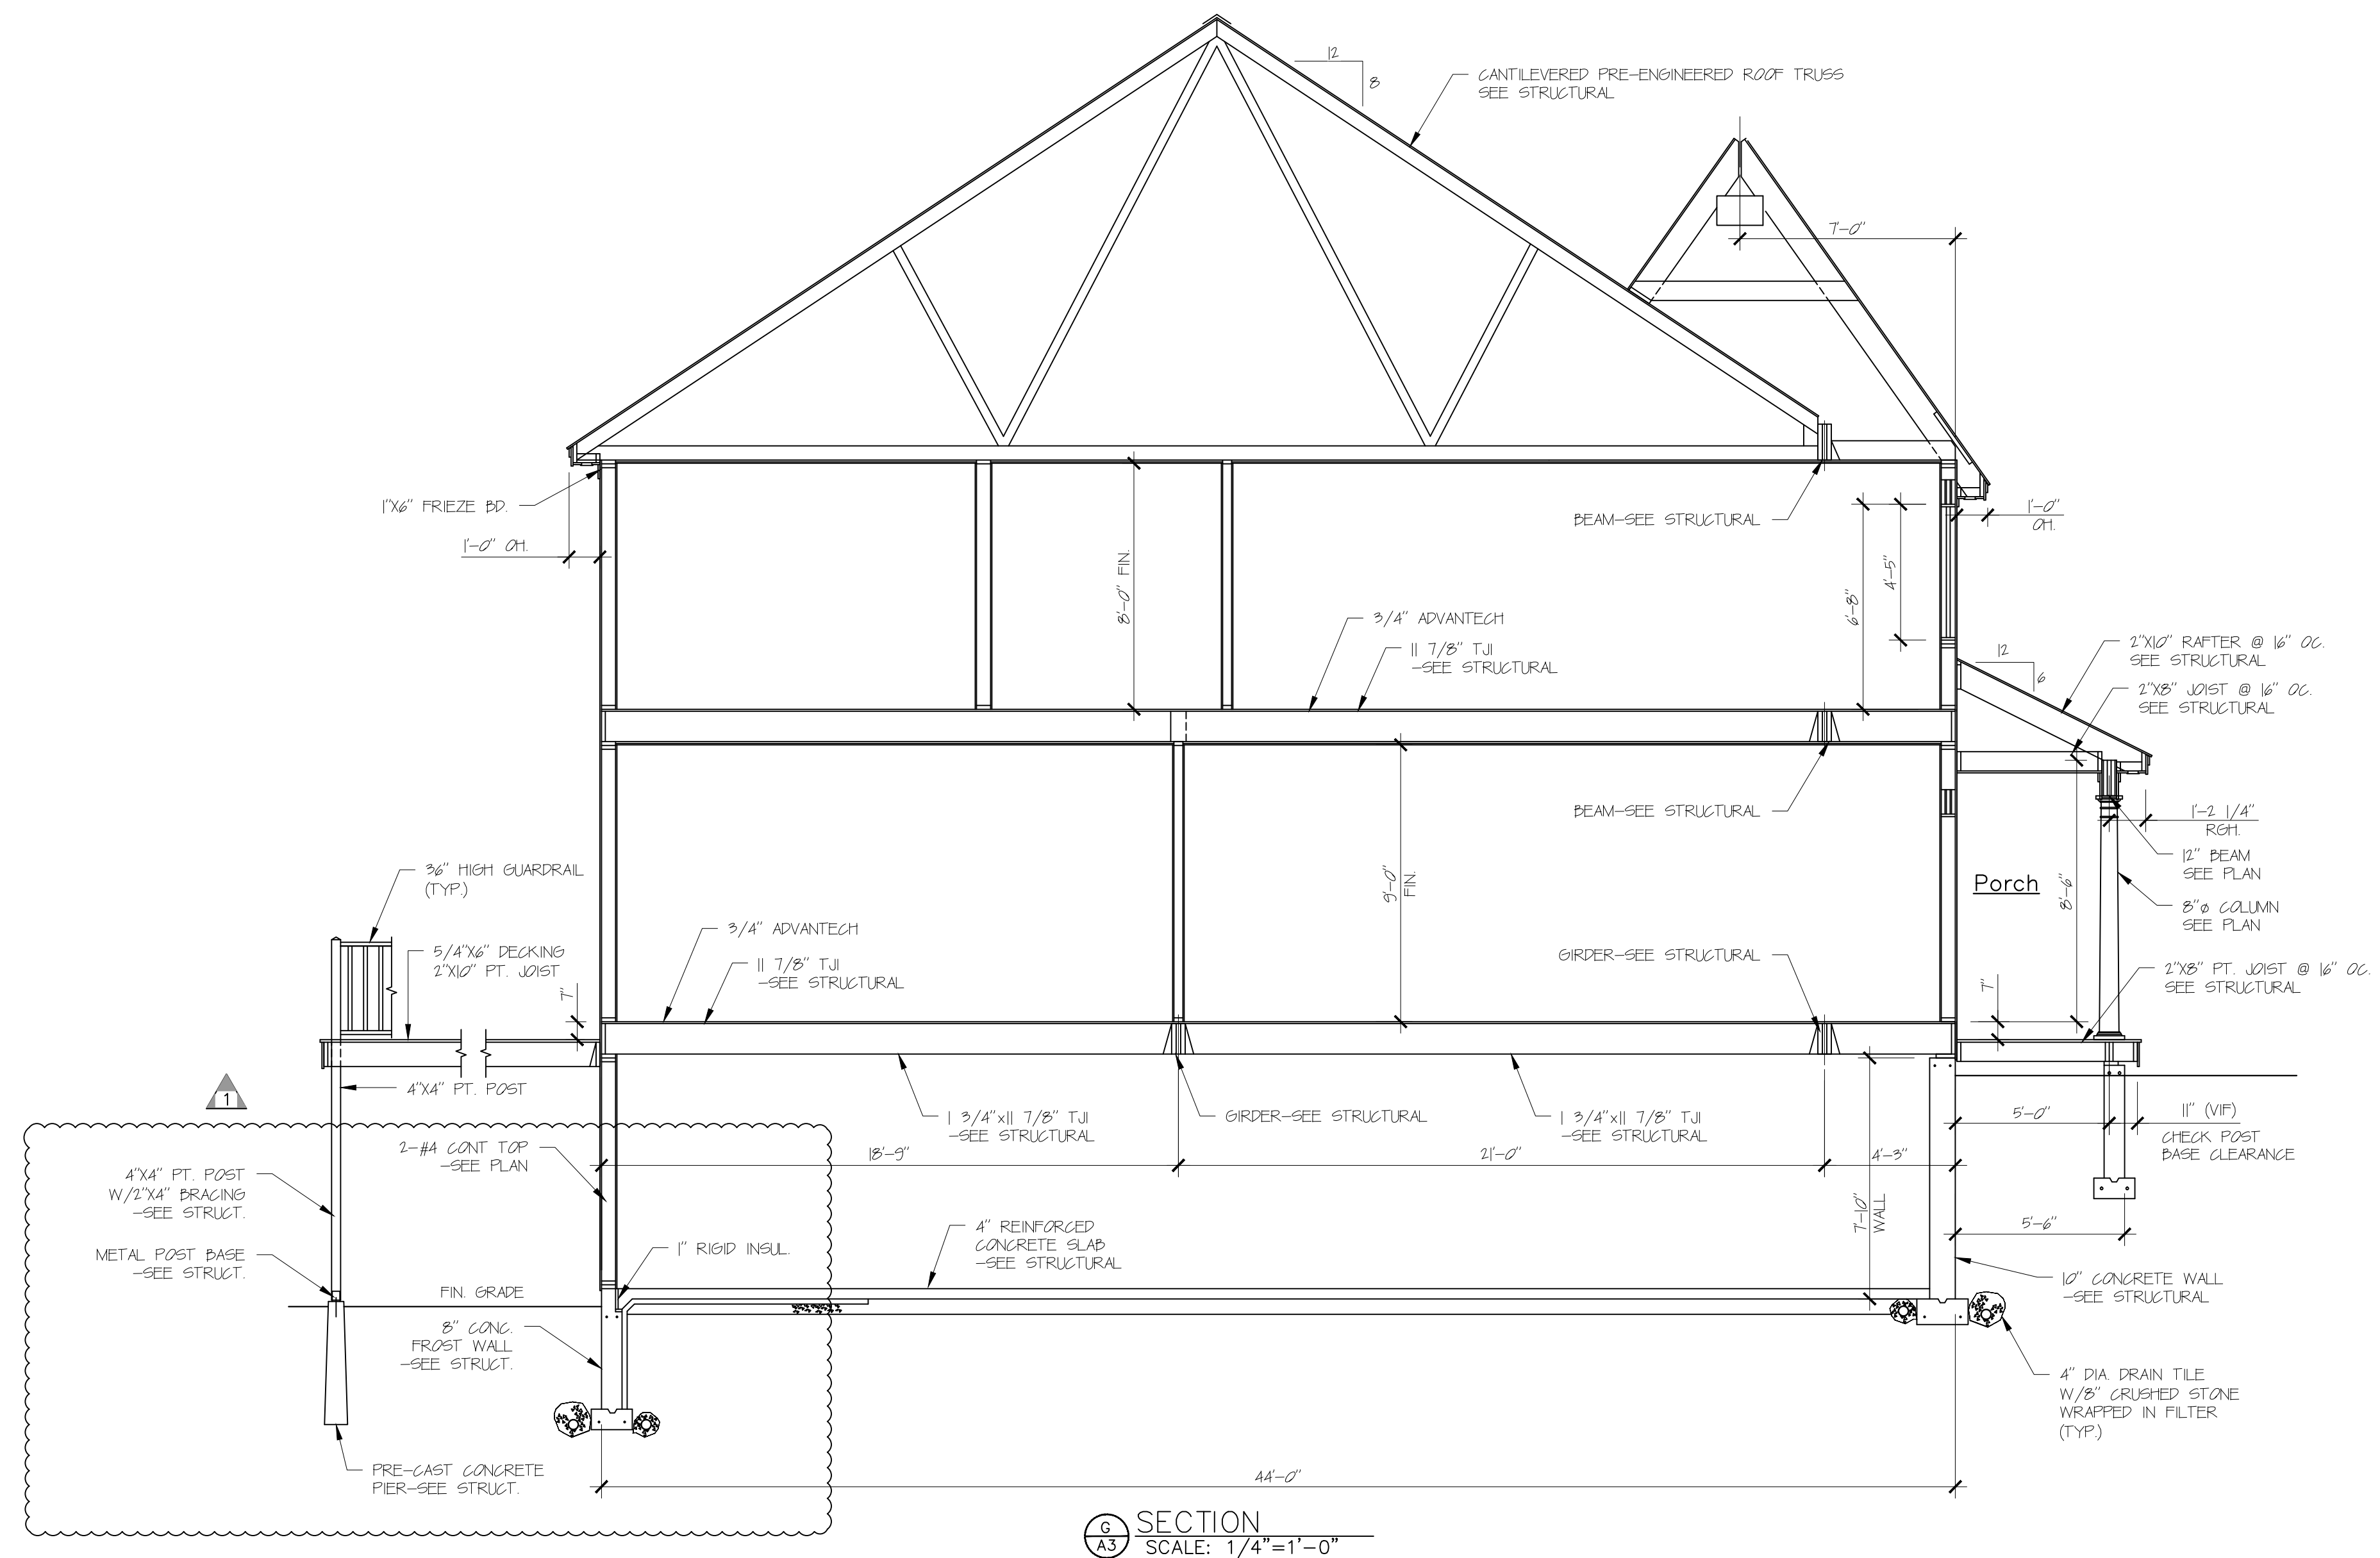 12
8
CANTILEVERED PRE-ENGINEERED ROOF TRUSS
SEE STRUCTURAL
7'-0"
1"X6" FRIEZE BD.
1'-0" OH.
8'-0" FIN.
BEAM-SEE STRUCTURAL
6'-8"
4'-5"
1'-0"
OH.
3/4" ADVANTECH
11 7/8" TJI
-SEE STRUCTURAL
12
6
2"X10" RAFTER @ 16" OC.
SEE STRUCTURAL
2"X8" JOIST @ 16" OC.
SEE STRUCTURAL
BEAM-SEE STRUCTURAL
9'-0"
FIN.
Porch
8'-6"
1'-2 1/4"
RGH.
12" BEAM
SEE PLAN
8"ø COLUMN
SEE PLAN
36" HIGH GUARDRAIL
(TYP.)
5/4"X6" DECKING
2"X10" PT. JOIST
7"
3/4" ADVANTECH
11 7/8" TJI
-SEE STRUCTURAL
GIRDER-SEE STRUCTURAL
7"
2"X8" PT. JOIST @ 16" OC.
SEE STRUCTURAL
1
4"X4" PT. POST
1 3/4"x11 7/8" TJI
-SEE STRUCTURAL
GIRDER-SEE STRUCTURAL
1 3/4"x11 7/8" TJI
-SEE STRUCTURAL
5'-0"
11" (VIF)
CHECK POST
BASE CLEARANCE
2-#4 CONT TOP
-SEE PLAN
18'-9"
21'-0"
4'-3"
4"X4" PT. POST
W/2"X4" BRACING
-SEE STRUCT.
METAL POST BASE
-SEE STRUCT.
1" RIGID INSUL.
4" REINFORCED
CONCRETE SLAB
-SEE STRUCTURAL
7'-10"
WALL
5'-6"
10" CONCRETE WALL
-SEE STRUCTURAL
FIN. GRADE
8" CONC.
FROST WALL
-SEE STRUCT.
4" DIA. DRAIN TILE
W/8" CRUSHED STONE
WRAPPED IN FILTER
(TYP.)
PRE-CAST CONCRETE
PIER-SEE STRUCT.
44'-0"
G
A3
SECTION
SCALE: 1/4"=1'-0"